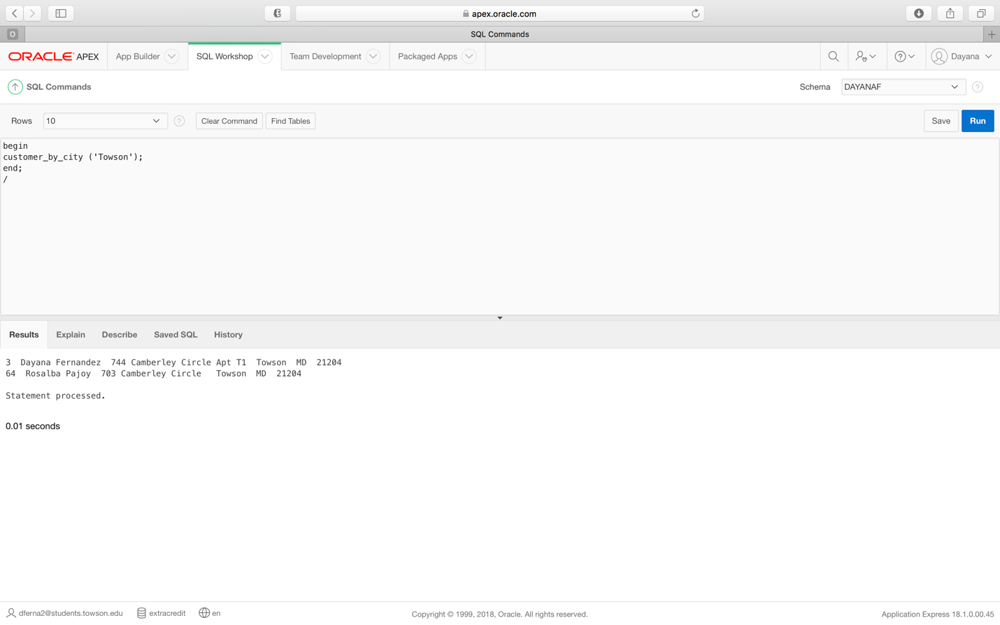 apex.oracle.com
O
SQL Commands
+
ORACLE APEX
App Builder
SQL Workshop
Team Development
Packaged Apps
?
Dayana
SQL Commands
Schema
DAYANAF
?
Rows
10
?
Clear Command
Find Tables
Save
Run
begin
customer_by_city ('Towson');
end;
/
Results
Explain
Describe
Saved SQL
History
3  Dayana Fernandez  744 Camberley Circle Apt T1  Towson  MD  21204
64  Rosalba Pajoy  703 Camberley Circle   Towson  MD  21204
Statement processed.
0.01 seconds
dferna2@students.towson.edu
extracredit
en
Copyright © 1999, 2018, Oracle. All rights reserved.
Application Express 18.1.0.00.45